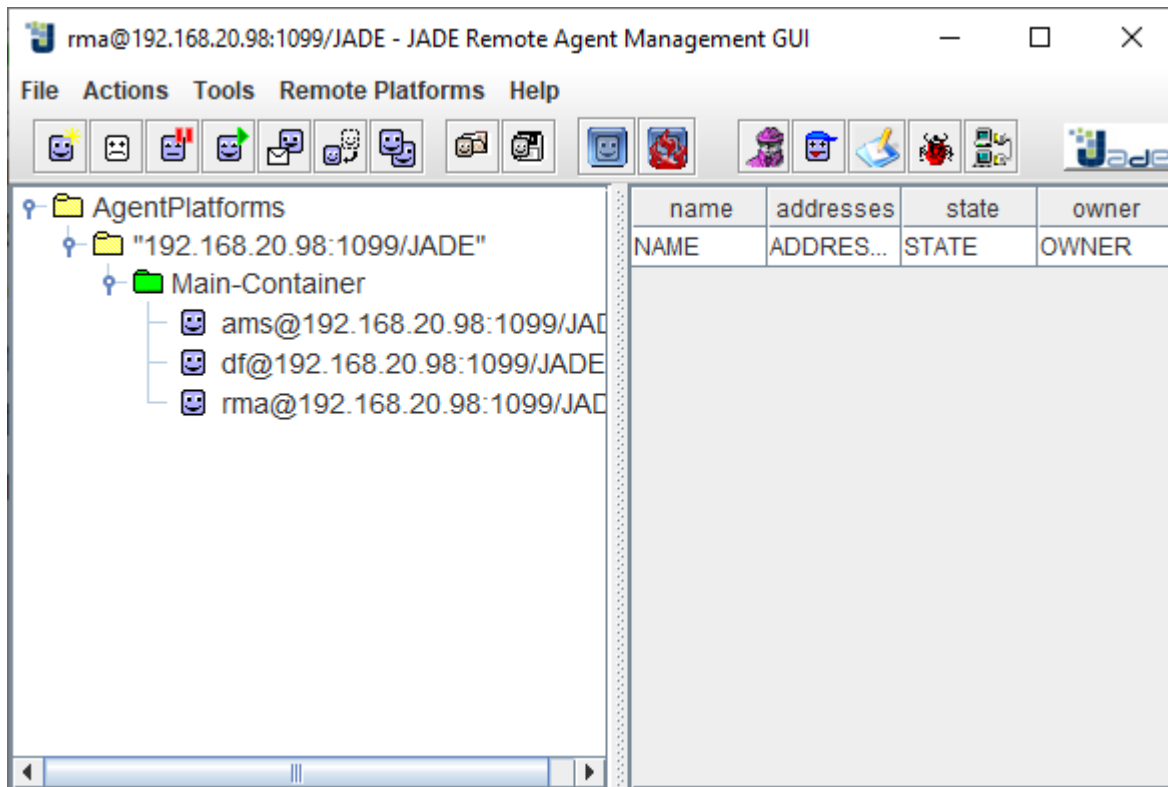 rma@192.168.20.98:1099/JADE - JADE Remote Agent Management GUI
File Actions Tools Remote Platforms Help
Jade
AgentPlatforms
"192.168.20.98:1099/JADE"
Main-Container
ams@192.168.20.98:1099/JAD
df@192.168.20.98:1099/JADE
rma@192.168.20.98:1099/JAD
name addresses state owner
NAME ADDRES... STATE OWNER